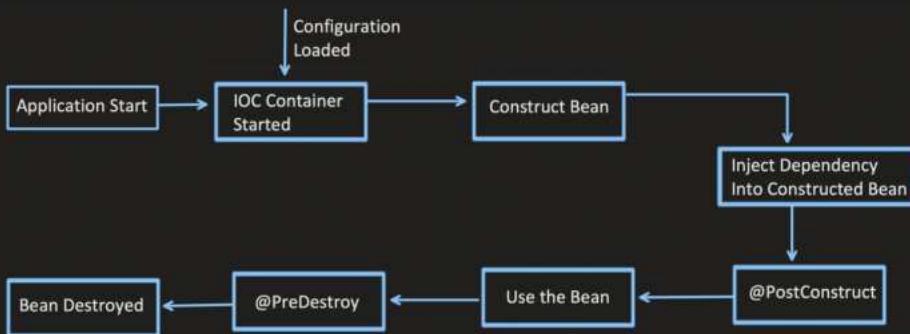 Configuration
Loaded
Application Start
IOC Container
Started
Construct Bean
Inject Dependency
Into Constructed Bean
@PostConstruct
Use the Bean
@PreDestroy
Bean Destroyed